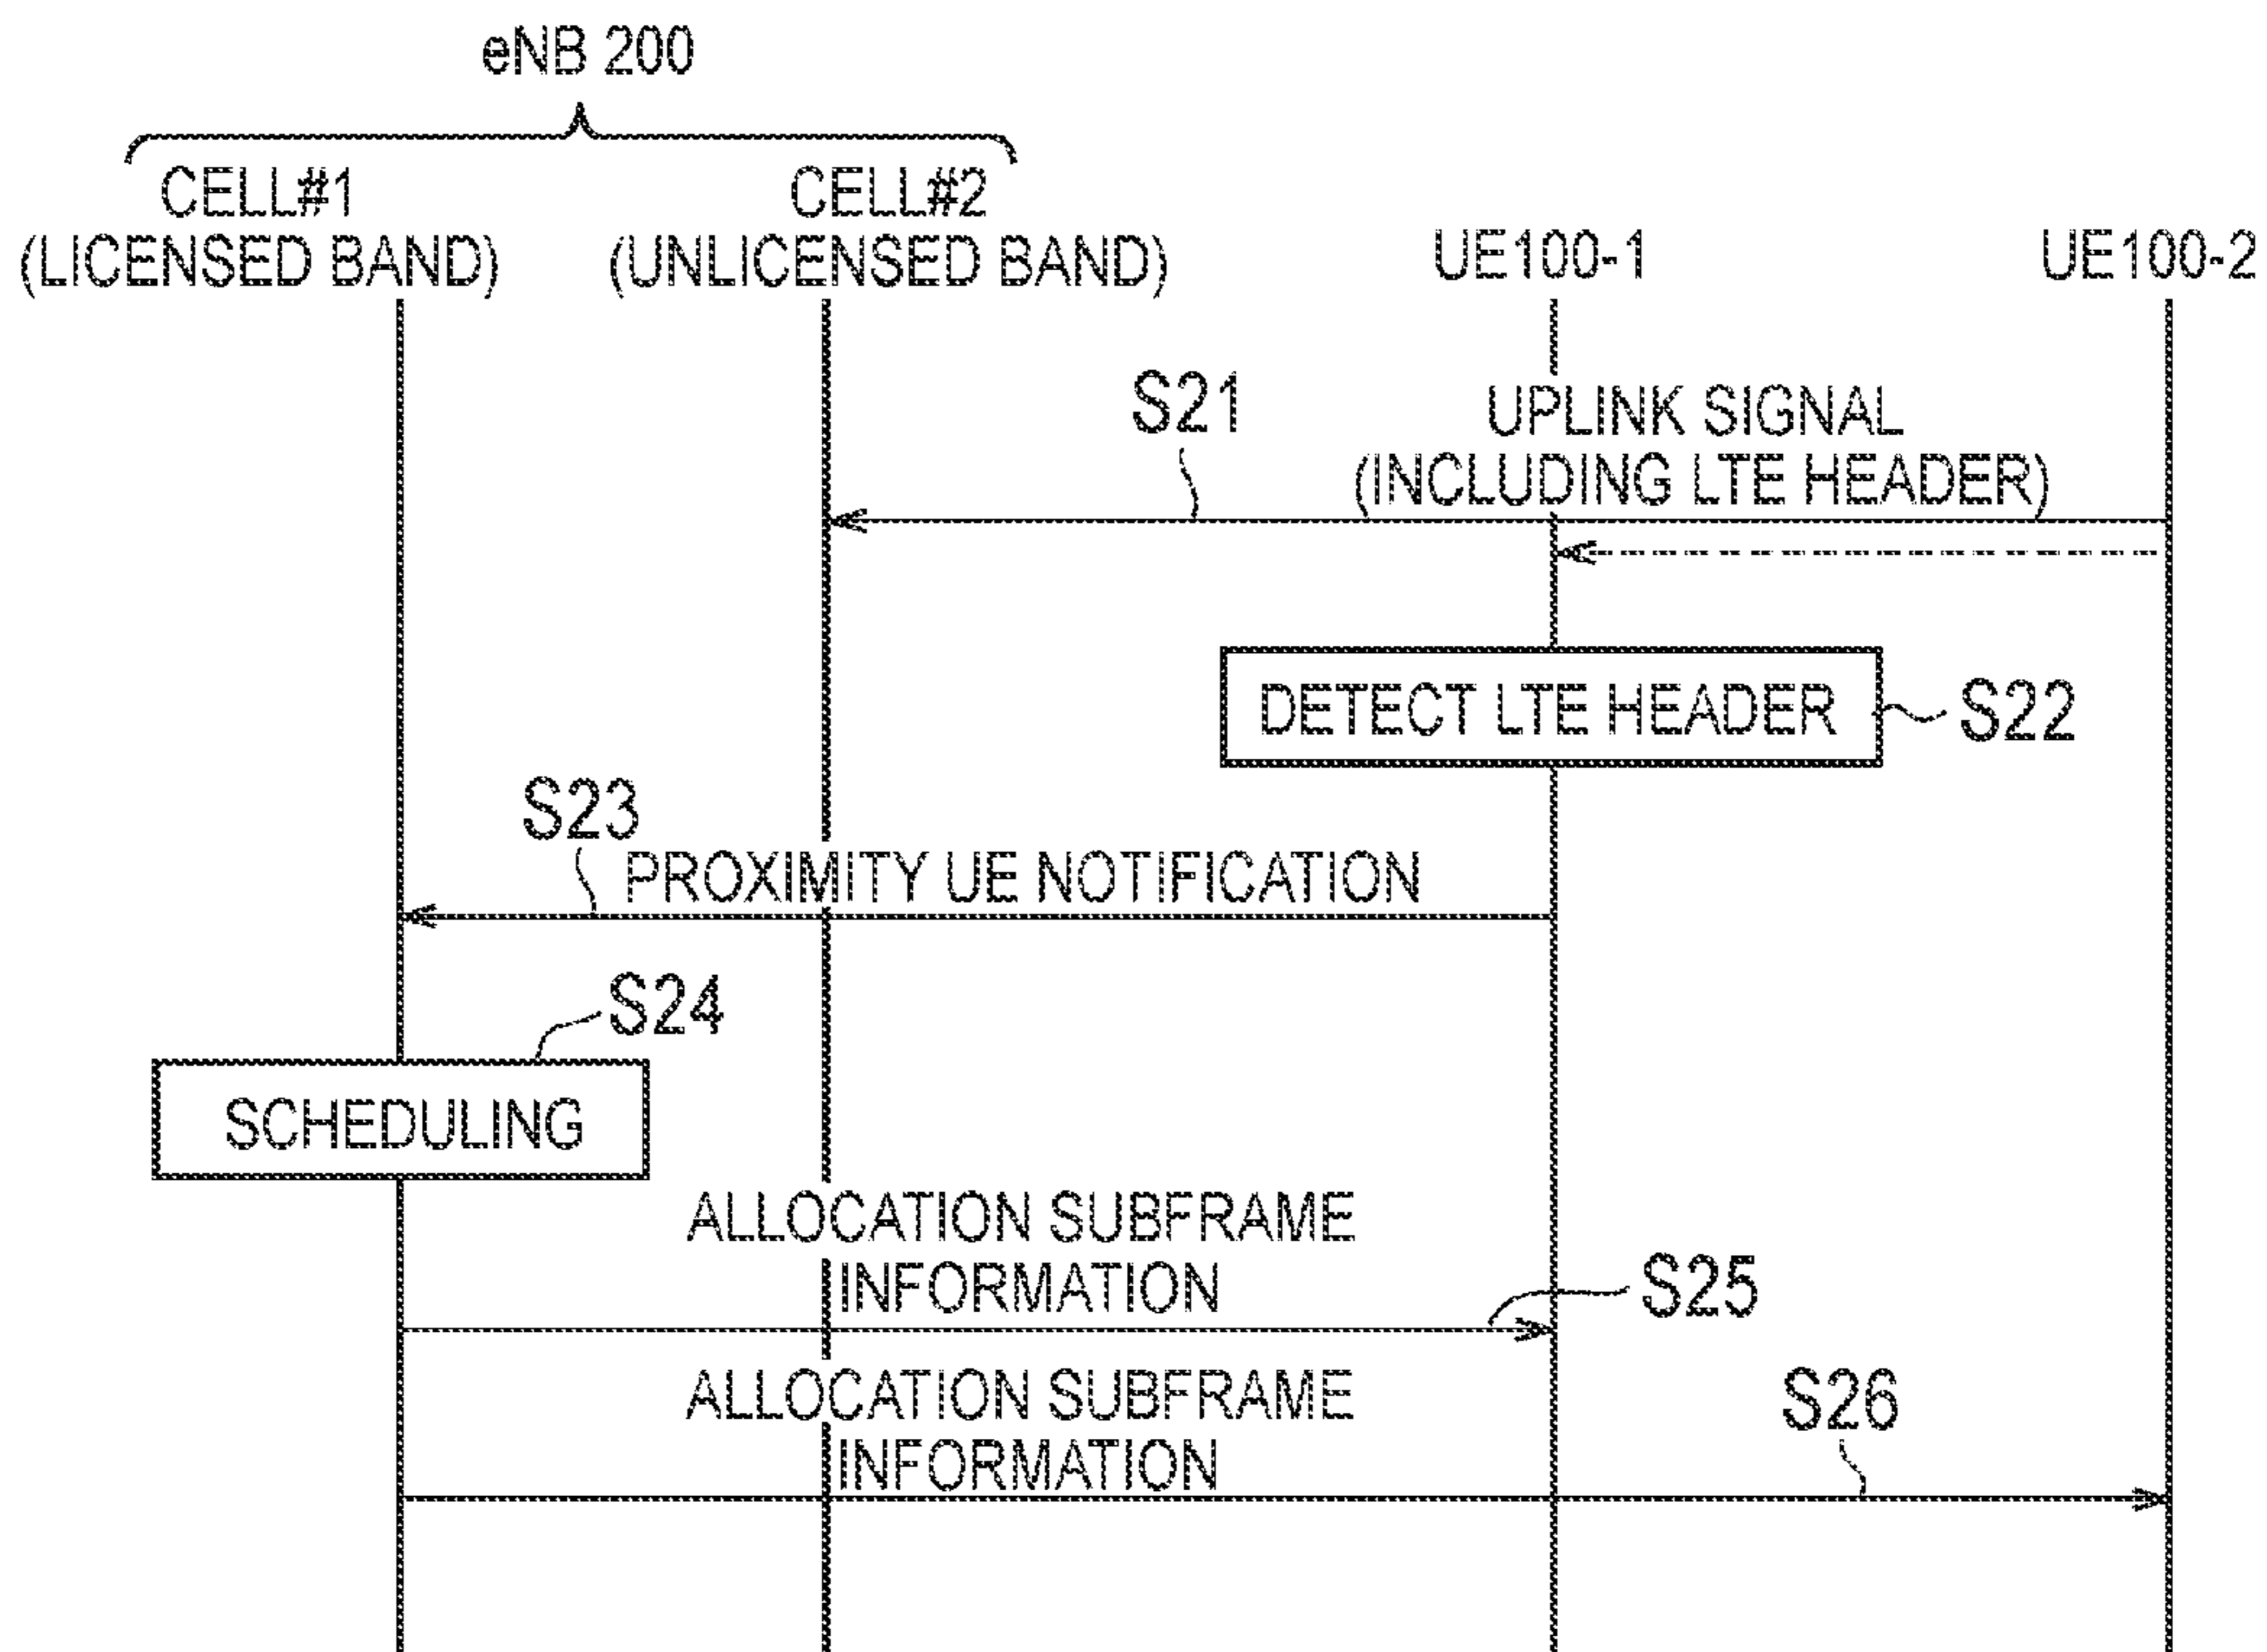 eNB 200
CELL#1
(LICENSED BAND)
CELL#2
(UNLICENSED BAND)
UE100-1
UE100-2
S21
UPLINK SIGNAL
(INCLUDING LTE HEADER)
DETECT LTE HEADER
S22
S23
PROXIMITY UE NOTIFICATION
S24
SCHEDULING
ALLOCATION SUBFRAME
INFORMATION
S25
ALLOCATION SUBFRAME
INFORMATION
S26